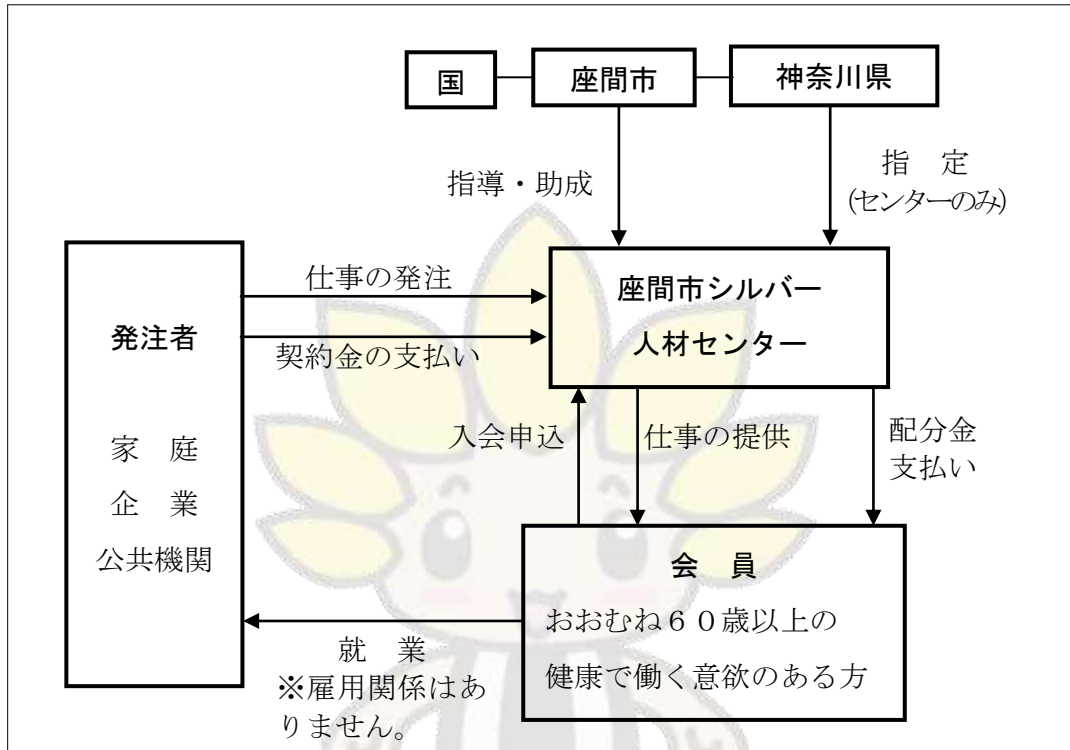 国
座間市
神奈川県
指導・助成
指　定
(センターのみ)
発注者
家　庭
企　業
公共機関
仕事の発注
契約金の支払い
座間市シルバー
人材センター
入会申込
仕事の提供
配分金
支払い
会　員
おおむね６０歳以上の
健康で働く意欲のある方
就　業
※雇用関係はあ
りません。